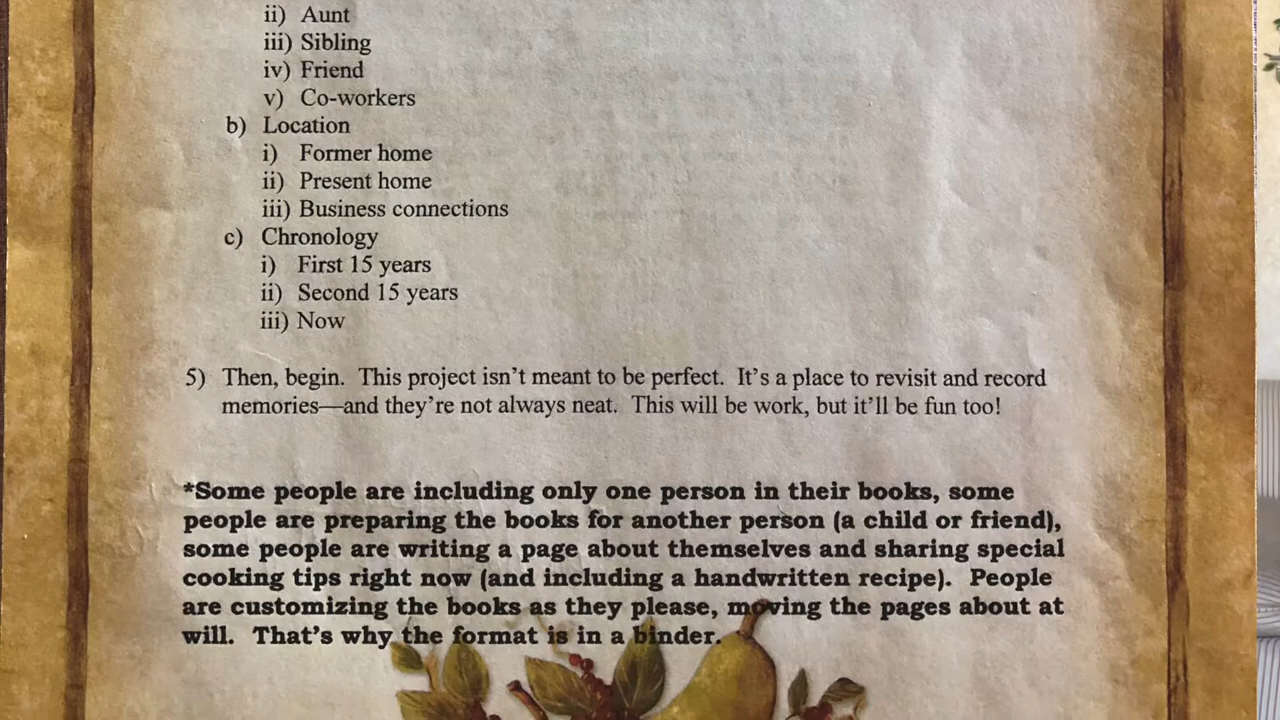 ii) Aunt
iii) Sibling
iv) Friend
v) Co-workers
b) Location
i) Former home
ii) Present home
iii) Business connections
c) Chronology
i) First 15 years
ii) Second 15 years
iii) Now
5) Then, begin. This project isn't meant to be perfect. It's a place to revisit and record
memories—and they're not always neat. This will be work, but it'll be fun too!
*Some people are including only one person in their books, some
people are preparing the books for another person (a child or friend),
some people are writing a page about themselves and sharing special
cooking tips right now (and including a handwritten recipe). People
are customizing the books as they please, moving the pages about at
will. That's why the format is in a binder.